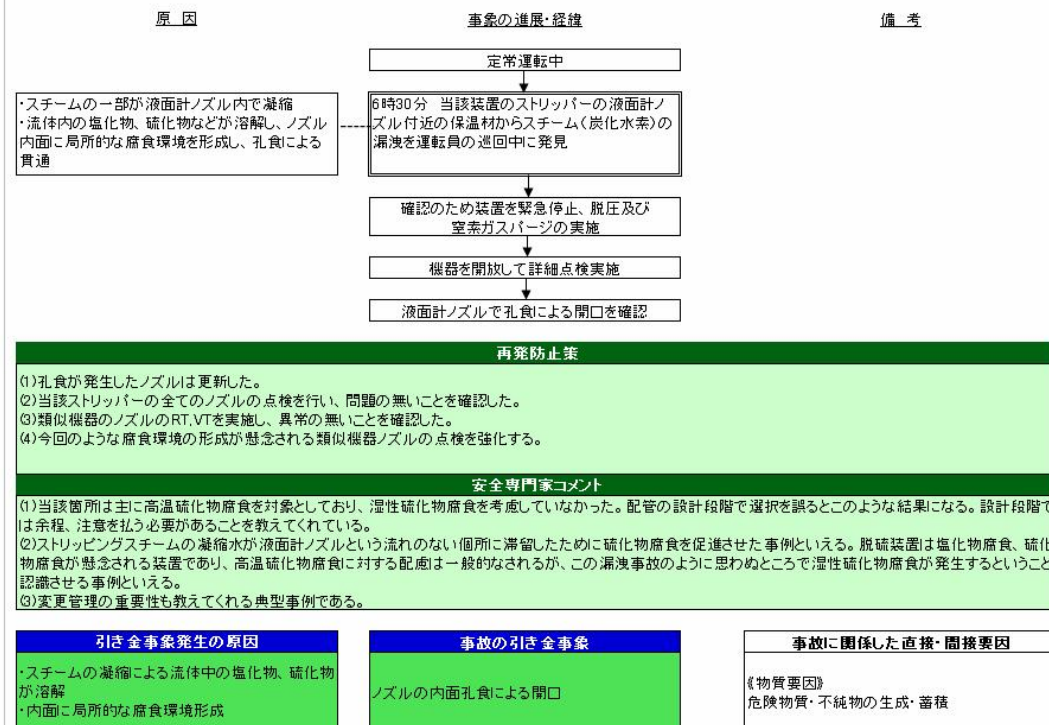 原 因
事象の進展・経緯
備 考
定常運転中
・スチームの一部が液面計ノズル内で凝縮
・流体内の塩化物、硫化物などが溶解し、ノズル
内面に局所的な腐食環境を形成し、孔食による
貫通
6時30分 当該装置のストリッパーの液面計ノ
ズル付近の保温材からスチーム(炭化水素)の
漏洩を運転員の巡回中に発見
確認のため装置を緊急停止、脱圧及び
窒素ガスパージの実施
機器を開放して詳細点検実施
液面計ノズルで孔食による開口を確認
再発防止策
(1)孔食が発生したノズルは更新した。
(2)当該ストリッパーの全てのノズルの点検を行い、問題の無いことを確認した。
(3)類似機器のノズルのRT,VTを実施し、異常の無いことを確認した。
(4)今回のような腐食環境の形成が懸念される類似機器ノズルの点検を強化する。
安全専門家コメント
(1)当該箇所は主に高温硫化物腐食を対象としており、湿性硫化物腐食を考慮していなかった。配管の設計段階で選択を誤るとこのような結果になる。設計段階で
は余程、注意を払う必要があることを教えてくれている。
(2)ストリッピングスチームの凝縮水が液面計ノズルという流れのない個所に滞留したために硫化物腐食を促進させた事例といえる。脱硫装置は塩化物腐食、硫化
物腐食が懸念される装置であり、高温硫化物腐食に対する配慮は一般的なされるが、この漏洩事故のように思わぬところで湿性硫化物腐食が発生するということ
認識させる事例といえる。
(3)変更管理の重要性も教えてくれる典型事例である。
引き金事象発生の原因
事故の引き金事象
事故に関係した直接・間接要因
・スチームの凝縮による流体中の塩化物、硫化物
が溶解
・内面に局所的な腐食環境形成
ノズルの内面孔食による開口
《物質要因》
危険物質・不純物の生成・蓄積